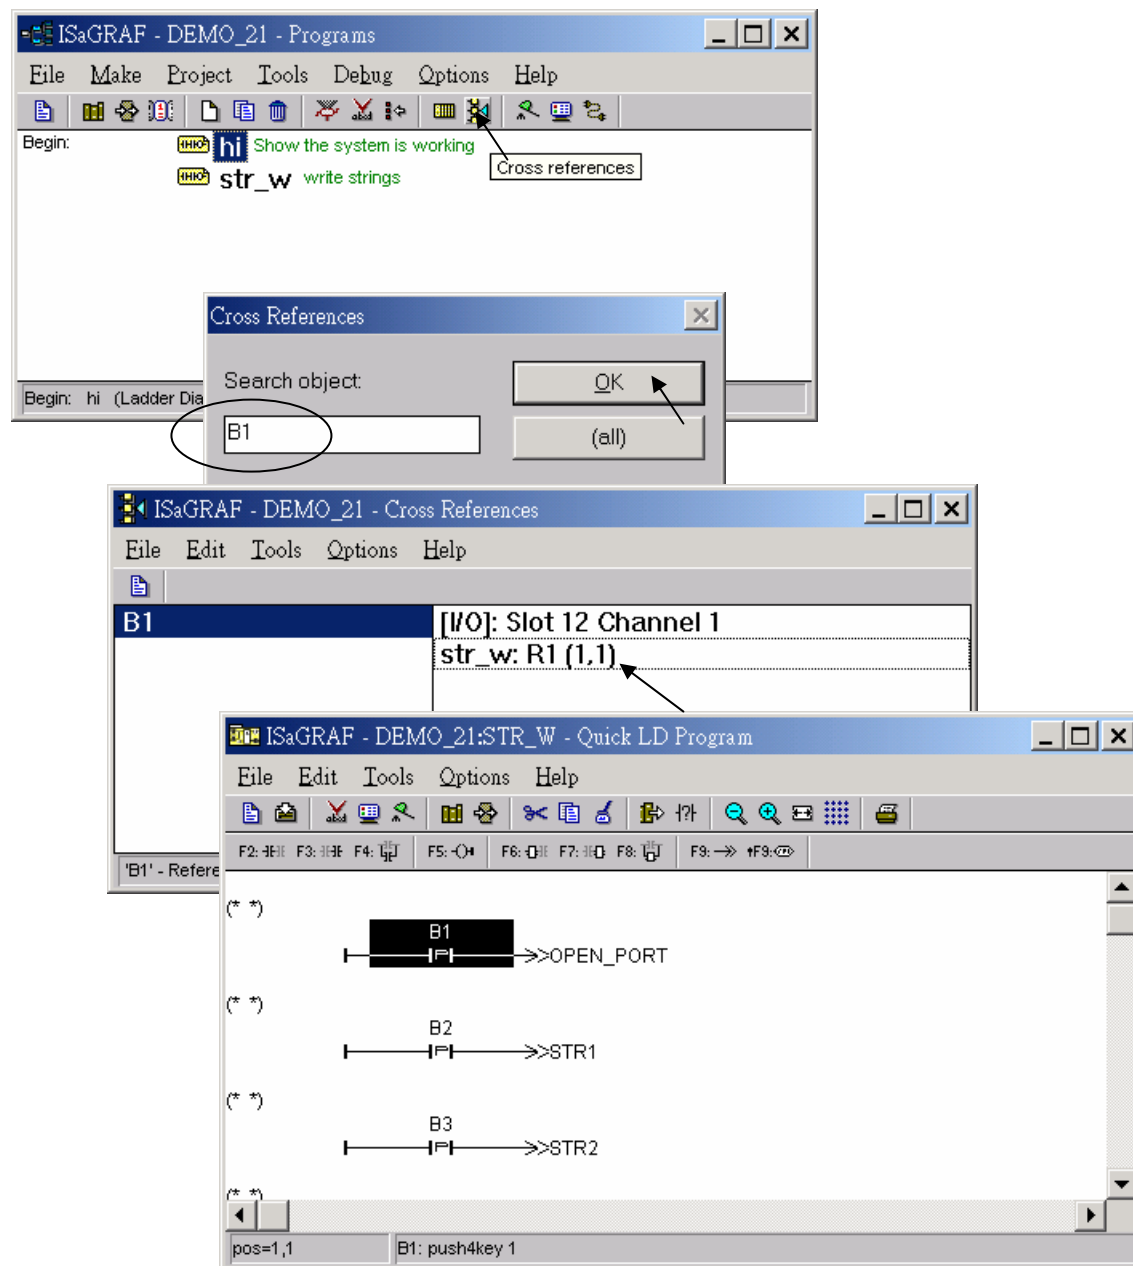 ISaGRAF - DEMO_21 - Programs
File Make Project Tools Debug Options Help
Begin: hi Show the system is working
Cross references
str_w write strings
Cross References
Search object:
OK
B1
(all)
Begin: hi (Ladder Dia
ISaGRAF - DEMO_21 - Cross References
File Edit Tools Options Help
B1
[I/O]: Slot 12 Channel 1
str_w: R1 (1,1)
'B1' - Refere
ISaGRAF - DEMO_21:STR_W - Quick LD Program
File Edit Tools Options Help
F2: F3: F4: F5: F6: F7: F8: F9: F9:
(* *)
B1
P
>>OPEN_PORT
(* *)
B2
P
>>STR1
(* *)
B3
P
>>STR2
(* *)
pos=1,1
B1: push4key 1